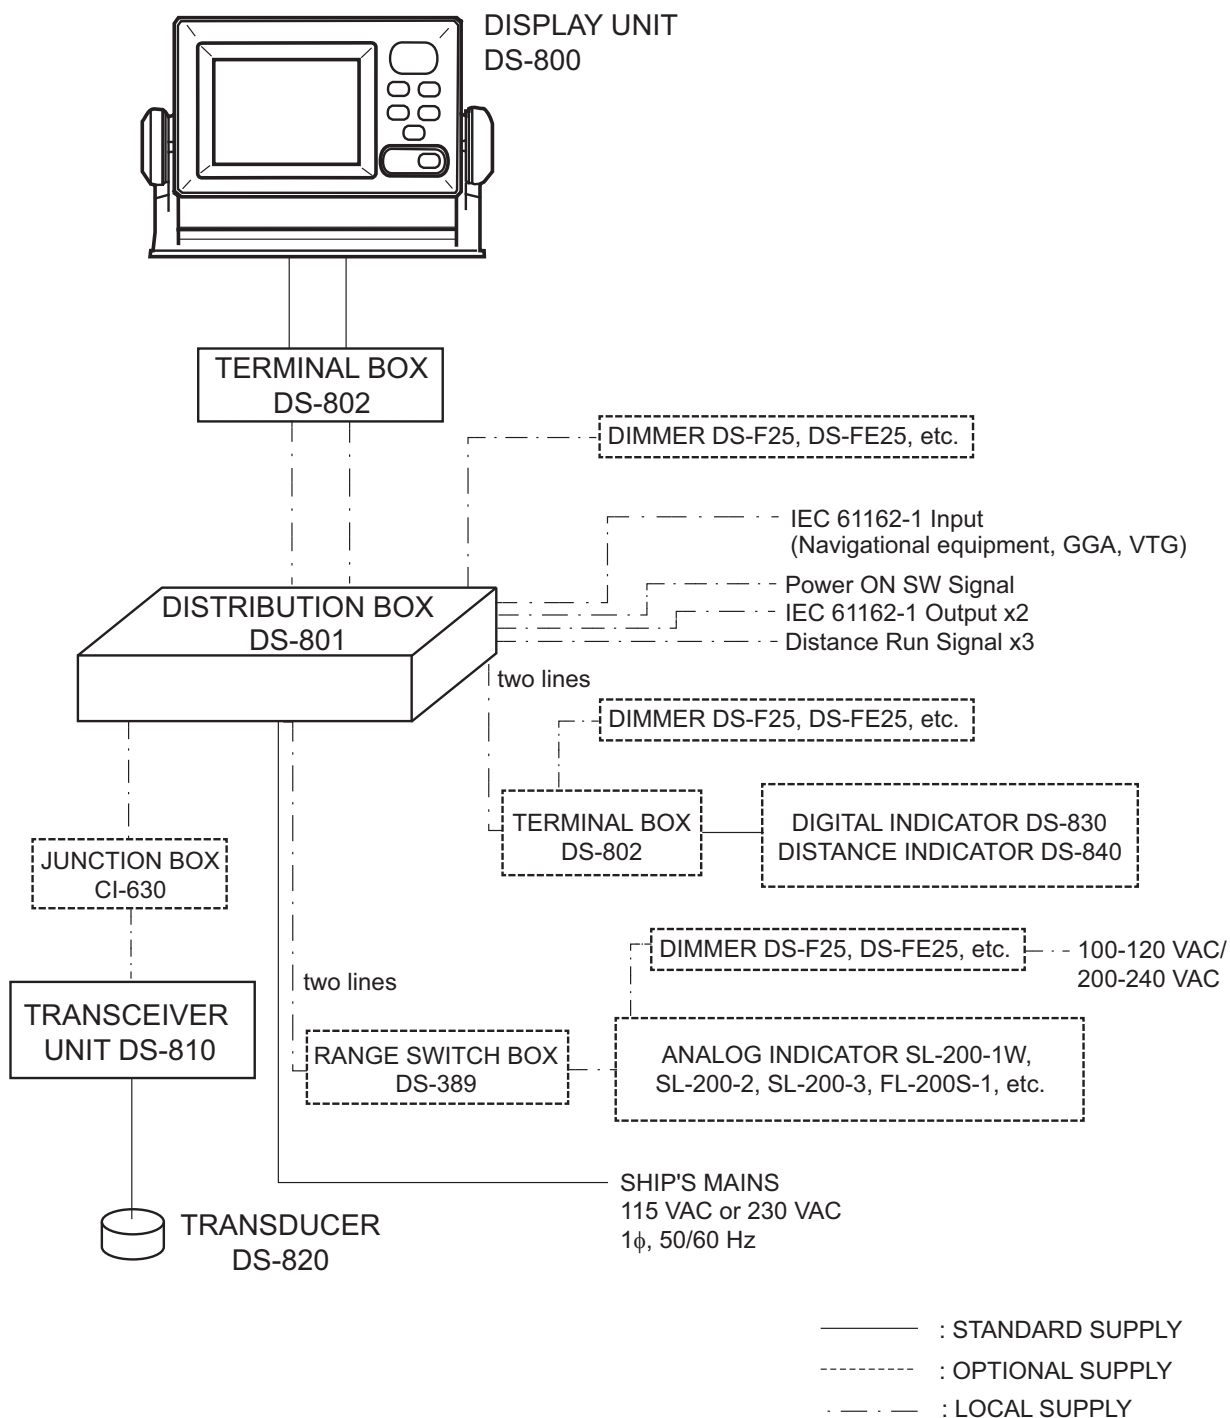 DISPLAY UNIT
DS-800
TERMINAL BOX
DS-802
DIMMER DS-F25, DS-FE25, etc.
IEC 61162-1 Input
(Navigational equipment, GGA, VTG)
Power ON SW Signal
IEC 61162-1 Output x2
Distance Run Signal x3
DISTRIBUTION BOX
DS-801
two lines
DIMMER DS-F25, DS-FE25, etc.
TERMINAL BOX
DS-802
DIGITAL INDICATOR DS-830
DISTANCE INDICATOR DS-840
JUNCTION BOX
CI-630
DIMMER DS-F25, DS-FE25, etc.
100-120 VAC/
200-240 VAC
two lines
TRANSCEIVER
UNIT DS-810
RANGE SWITCH BOX
DS-389
ANALOG INDICATOR SL-200-1W,
SL-200-2, SL-200-3, FL-200S-1, etc.
SHIP'S MAINS
115 VAC or 230 VAC
1ϕ, 50/60 Hz
TRANSDUCER
DS-820
: STANDARD SUPPLY
: OPTIONAL SUPPLY
: LOCAL SUPPLY